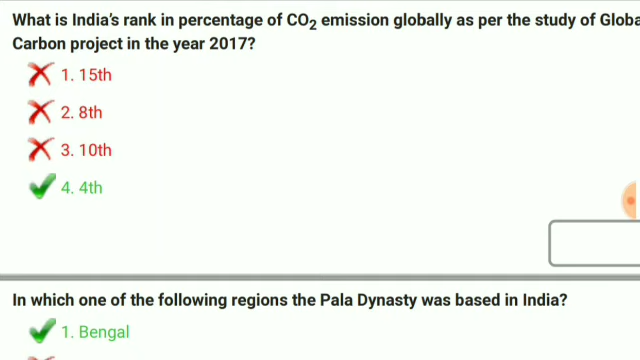 What is India's rank in percentage of CO2 emission globally as per the study of Globa
Carbon project in the year 2017?
1. 15th
2. 8th
3. 10th
4. 4th
In which one of the following regions the Pala Dynasty was based in India?
1. Bengal